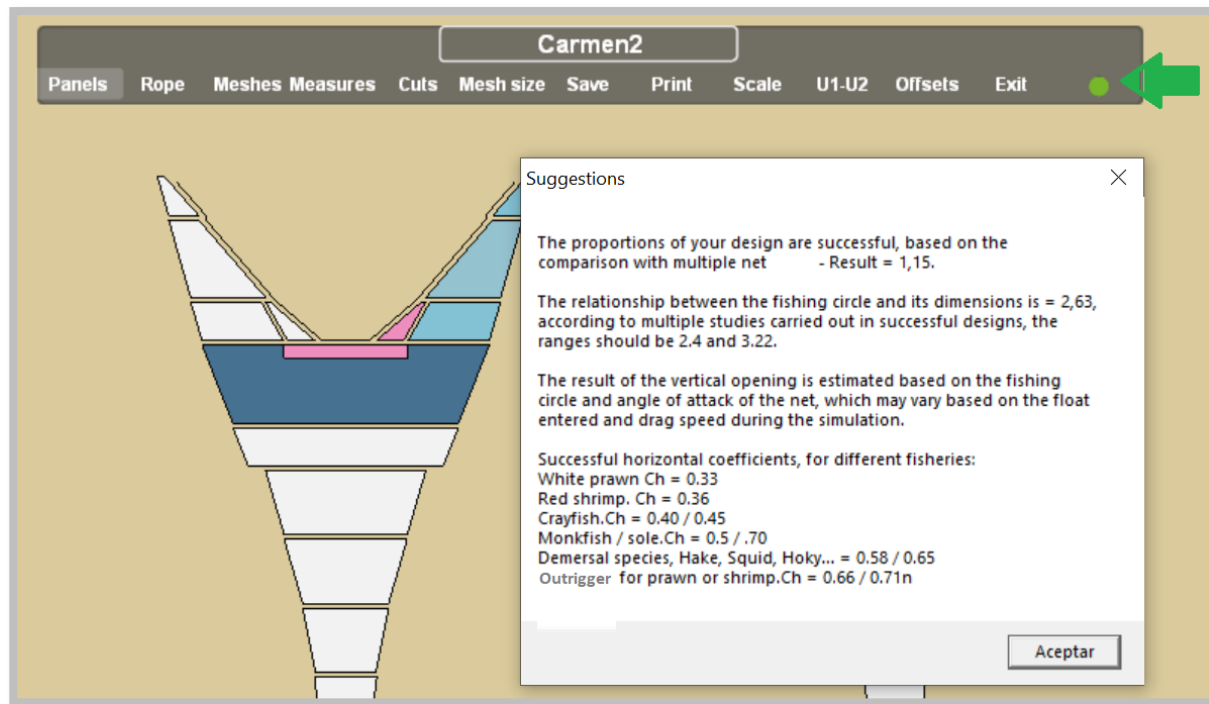 Carmen2
Panels Rope Meshes Measures Cuts Mesh size Save Print Scale U1-U2 Offsets Exit
Suggestions
The proportions of your design are successful, based on the
comparison with multiple net - Result = 1,15.
The relationship between the fishing circle and its dimensions is = 2,63,
according to multiple studies carried out in successful designs, the
ranges should be 2.4 and 3.22.
The result of the vertical opening is estimated based on the fishing
circle and angle of attack of the net, which may vary based on the float
entered and drag speed during the simulation.
Successful horizontal coefficients, for different fisheries:
White prawn Ch = 0.33
Red shrimp. Ch = 0.36
Crayfish.Ch = 0.40 / 0.45
Monkfish / sole.Ch = 0.5 / .70
Demersal species, Hake, Squid, Hoky... = 0.58 / 0.65
Outrigger for prawn or shrimp.Ch = 0.66 / 0.71n
Aceptar